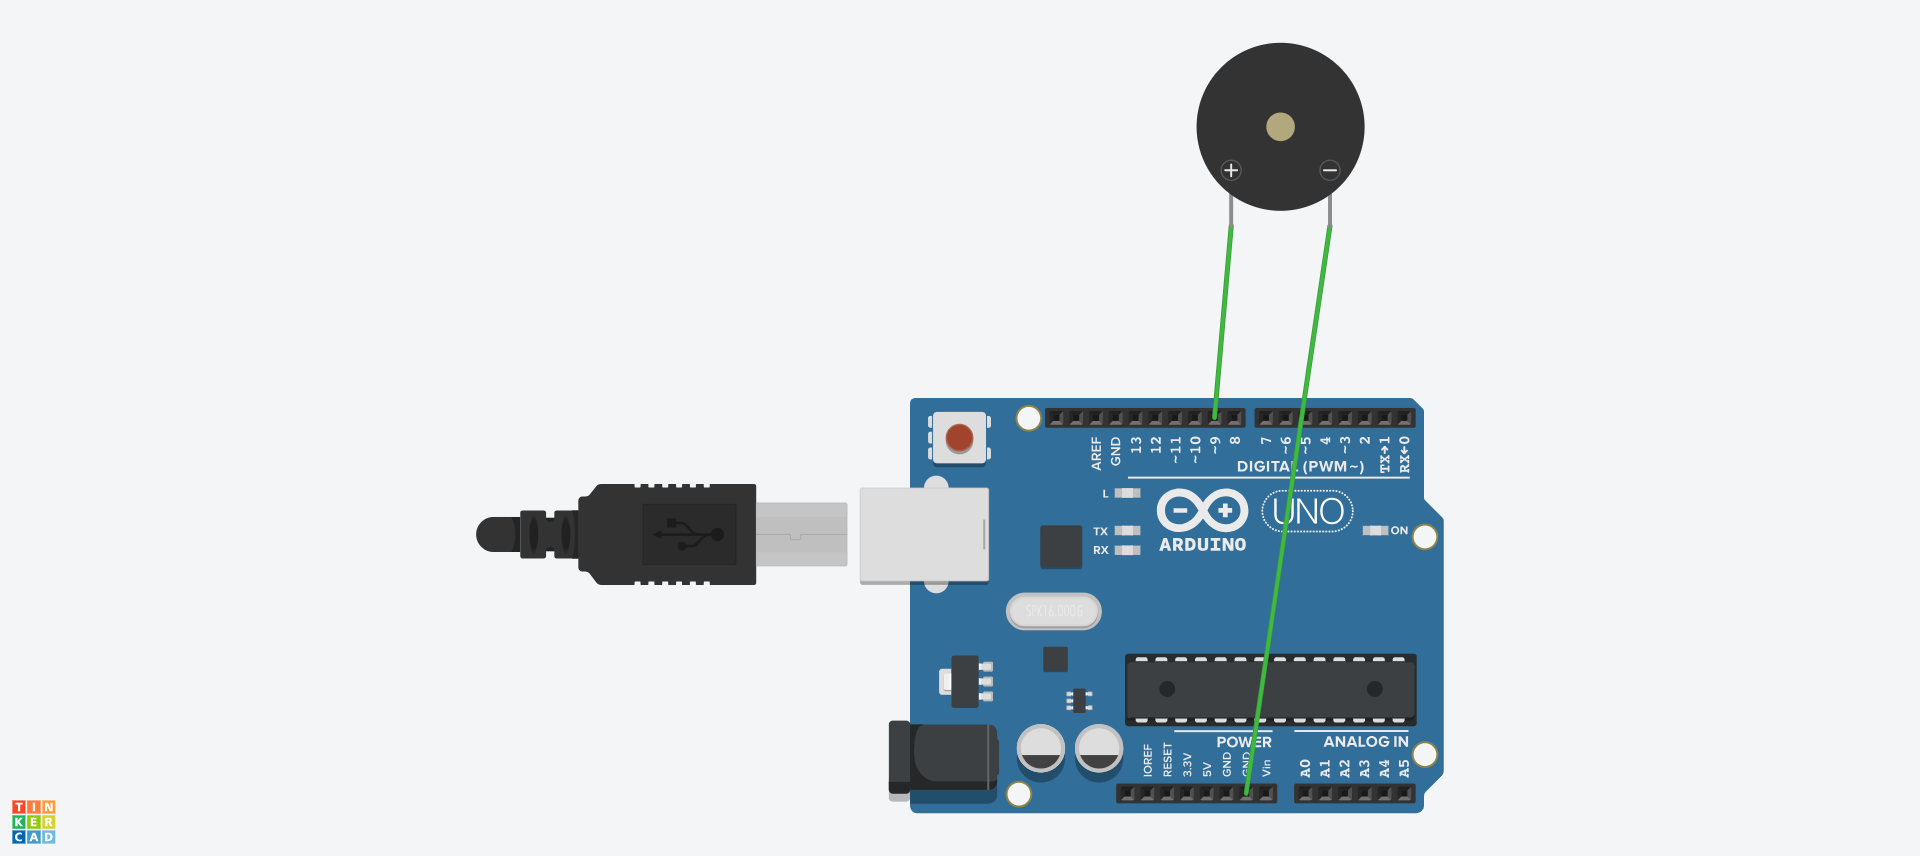 AREF
GND
13
12
~11
~10
~9
8
7
~6
~5
4
~3
2
TX→1
RX←0
DIGITAL (PWM~)
L
TX
RX
UNO
ON
ARDUINO
SPK16.000G
POWER
ANALOG IN
IOREF
RESET
3.3V
5V
GND
GND
Vin
A0
A1
A2
A3
A4
A5
TIN
KER
CAD